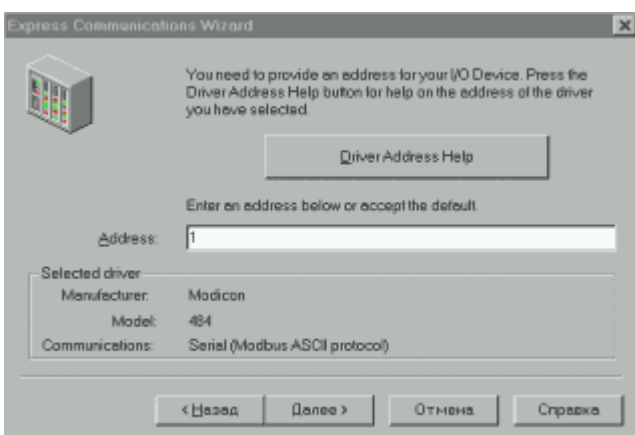 Express Communications Wizard
You need to provide an address for your I/O Device. Press the
Driver Address Help button for help on the address of the driver
you have selected.
Driver Address Help
Enter an address below or accept the default.
Address:
1
Selected driver
Manufacturer: Modicon
Model: 484
Communications: Serial (Modbus ASCII protocol)
< Назад Далее > Отмена Справка